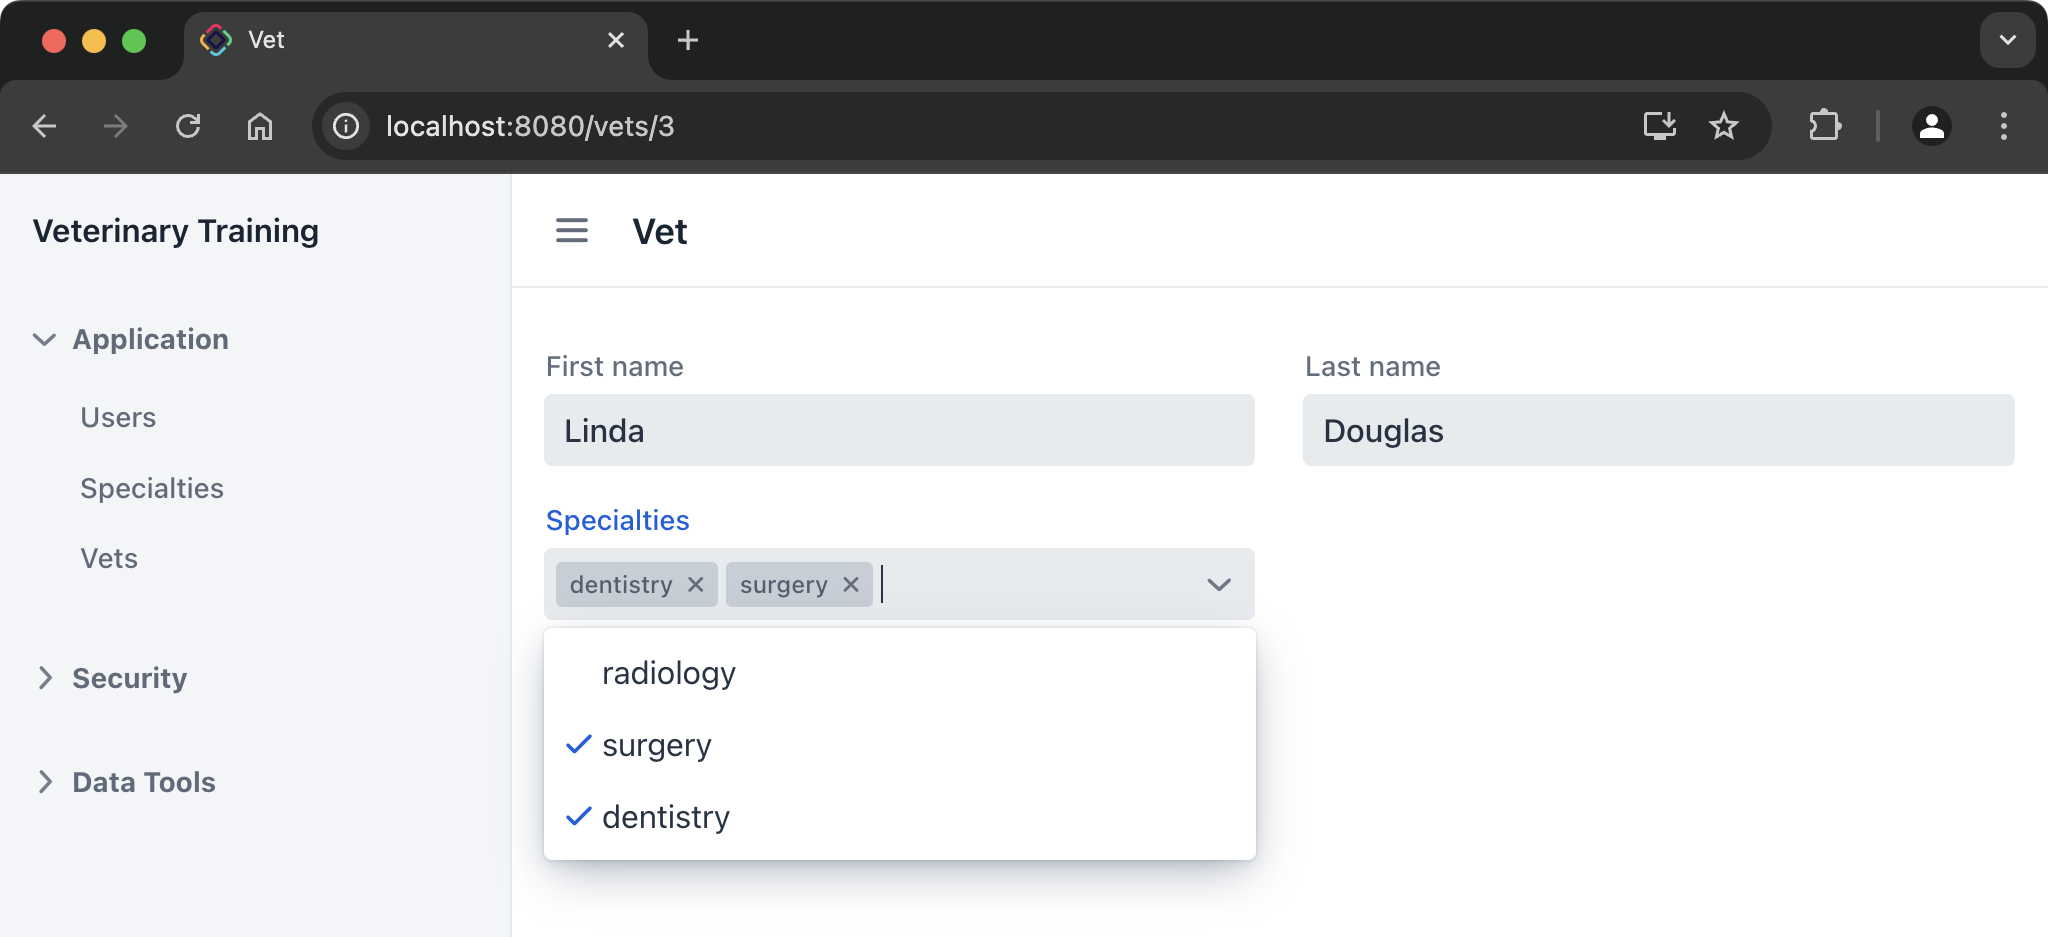 Vet
localhost:8080/vets/3
Veterinary Training
Application
Users
Specialties
Vets
Security
Data Tools
Vet
First name
Linda
Last name
Douglas
Specialties
dentistry surgery
radiology
surgery
dentistry